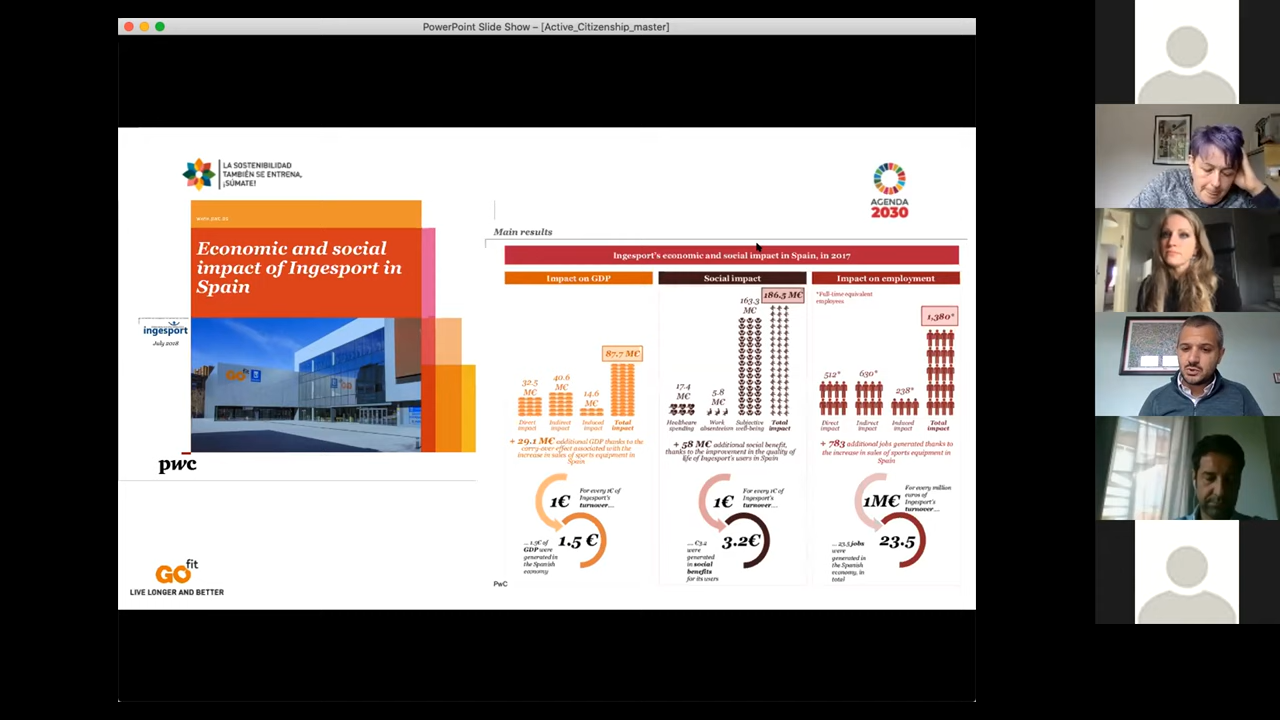 PowerPoint Slide Show – [Active_Citizenship_master]
LA SOSTENIBILIDAD
TAMBIÉN SE ENTRENA,
¡SÚMATE!
AGENDA
2030
www.pwc.es
Economic and social
impact of Ingesport in
Spain
ingesport
July 2018
GO fit
pwc
GO fit
LIVE LONGER AND BETTER
Main results
Ingesport's economic and social impact in Spain, in 2017
Impact on GDP
32.5
M€
40.6
M€
14.6
M€
87.7 M€
Direct
impact
Indirect
impact
Induced
impact
Total
impact
+ 29.1 M€ additional GDP thanks to the
carry-over effect associated with the
increase in sales of sports equipment in
Spain
1€
For every 1€ of
Ingesport's
turnover...
1.5 €
... 1.5€ of
GDP were
generated in
the Spanish
economy
Social impact
17.4
M€
5.8
M€
163.3
M€
186.5 M€
Healthcare
spending
Work
absenteeism
Subjective
well-being
Total
impact
+ 58 M€ additional social benefit,
thanks to the improvement in the quality of
life of Ingesport's users in Spain
1€
For every 1€ of
Ingesport's
turnover...
3.2€
... €3.2
were
generated
in social
benefits
for its users
Impact on employment
*Full-time equivalent
employees
512*
630*
238*
1,380*
Direct
impact
Indirect
impact
Induced
impact
Total
impact
+ 783 additional jobs generated thanks to
the increase in sales of sports equipment in
Spain
1M€
For every million
euros of
Ingesport's
turnover...
23.5
... 23.5 jobs
were
generated in
the Spanish
economy, in
total
PwC